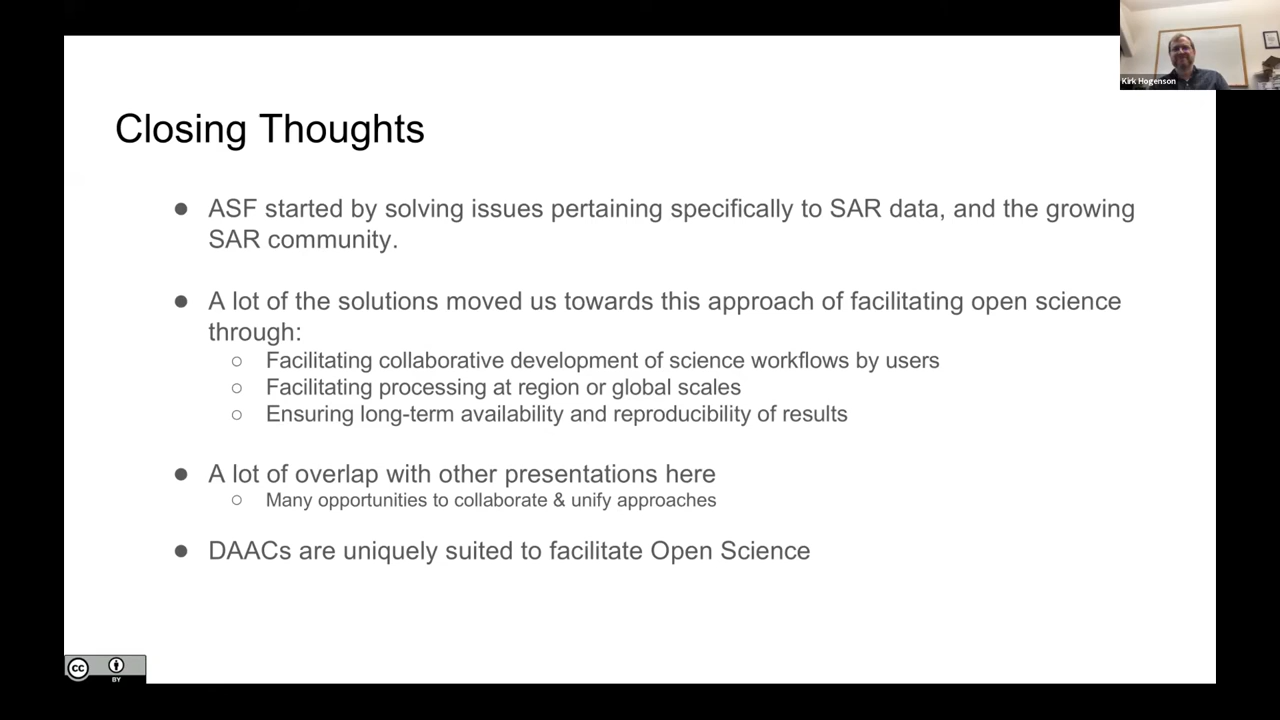 Kirk Hogenson
Closing Thoughts
● ASF started by solving issues pertaining specifically to SAR data, and the growing
SAR community.
● A lot of the solutions moved us towards this approach of facilitating open science
through:
○ Facilitating collaborative development of science workflows by users
○ Facilitating processing at region or global scales
○ Ensuring long-term availability and reproducibility of results
● A lot of overlap with other presentations here
○ Many opportunities to collaborate & unify approaches
● DAACs are uniquely suited to facilitate Open Science
cc
BY